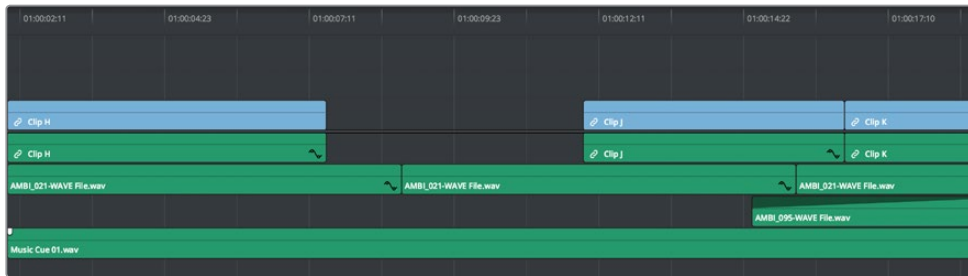 01:00:02:11 01:00:04:23 01:00:07:11 01:00:09:23 01:00:12:11 01:00:14:22 01:00:17:10
Clip H Clip J Clip K
Clip H Clip J Clip K
AMBI_021-WAVE File.wav AMBI_021-WAVE File.wav AMBI_021-WAVE File.wav
AMBI_095-WAVE File.wav
Music Cue 01.wav